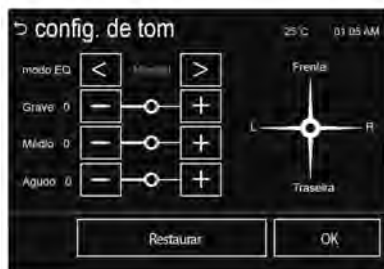 config. de tom
25°C
01:05 AM
modo EQ
<
>
Grave 0
Médio 0
Agudo 0
Frente
L
R
Traseira
Restaurar
OK